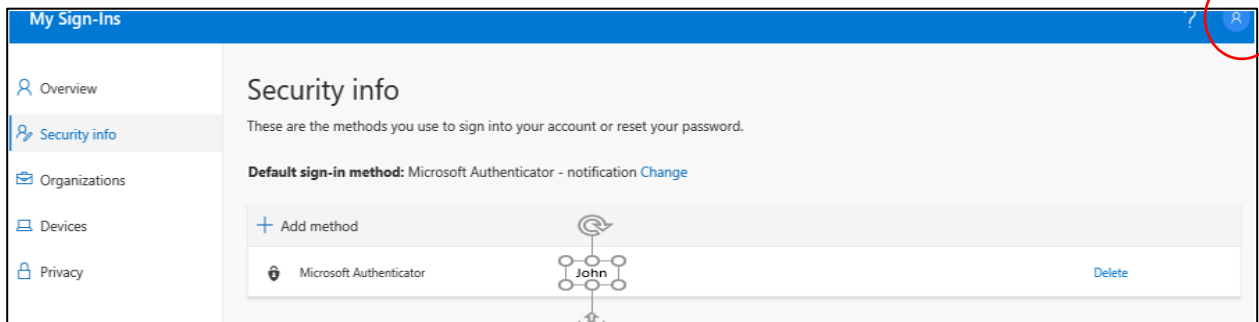 My Sign-Ins ?
Overview
Security info
Organizations
Devices
Privacy
Security info
These are the methods you use to sign into your account or reset your password.
Default sign-in method: Microsoft Authenticator - notification Change
+ Add method
Microsoft Authenticator John Delete